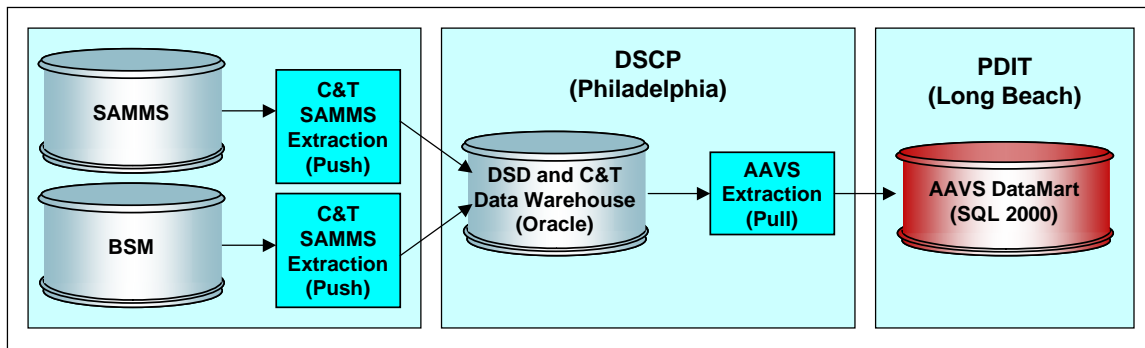 SAMMS
C&T
SAMMS
Extraction
(Push)
BSM
C&T
SAMMS
Extraction
(Push)
DSCP
(Philadelphia)
DSD and C&T
Data Warehouse
(Oracle)
AAVS
Extraction
(Pull)
PDIT
(Long Beach)
AAVS DataMart
(SQL 2000)